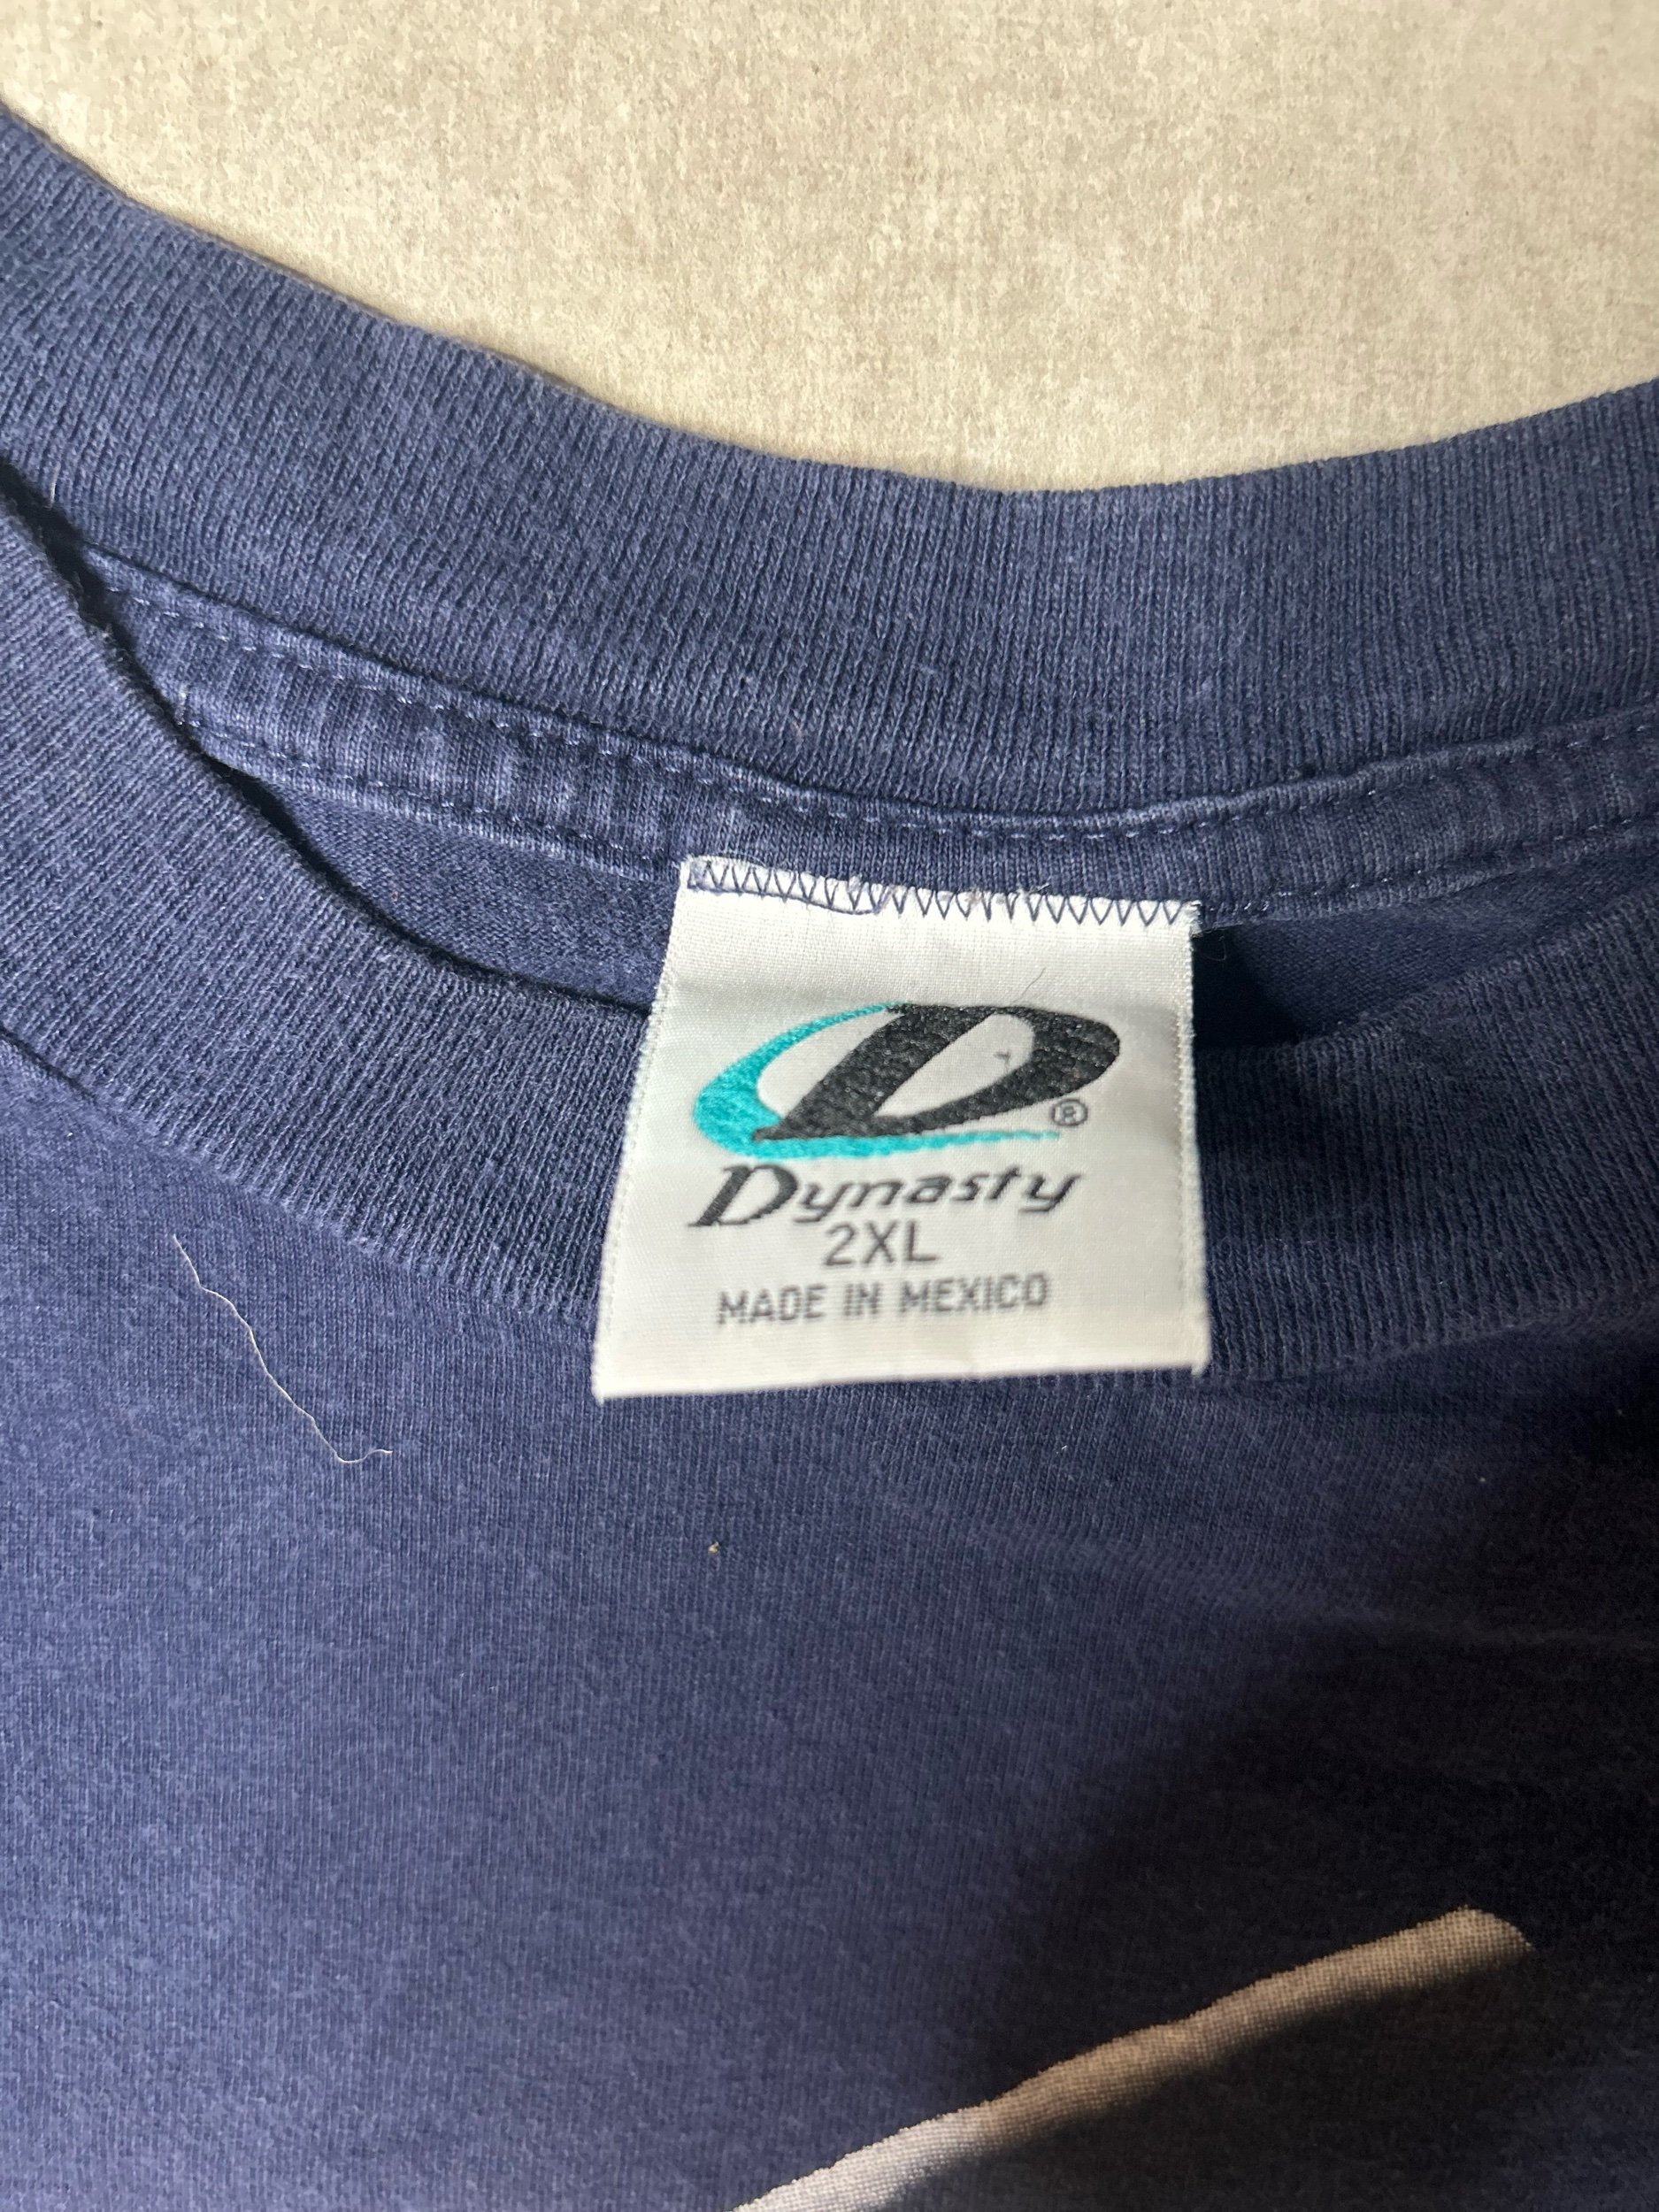 D®
Dynasty
2XL
MADE IN MEXICO